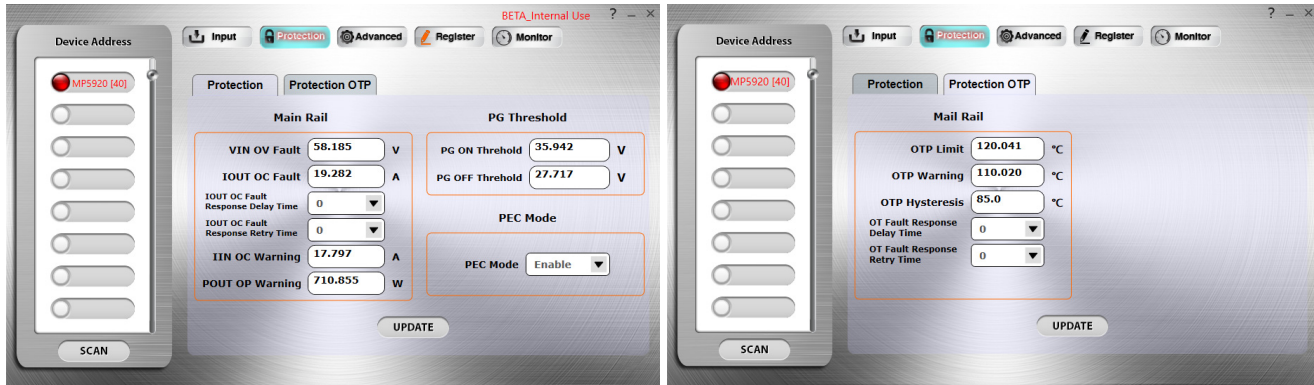 BETA_Internal Use ? – ×
Device Address
Input Protection Advanced Register Monitor
MP5920 [40]
Protection Protection OTP
Main Rail
VIN OV Fault 58.185 V
IOUT OC Fault 19.282 A
IOUT OC Fault
Response Delay Time 0
IOUT OC Fault
Response Retry Time 0
IIN OC Warning 17.797 A
POUT OP Warning 710.855 W
PG Threshold
PG ON Threhold 35.942 V
PG OFF Threhold 27.717 V
PEC Mode
PEC Mode Enable
UPDATE
SCAN
? – ×
Device Address
Input Protection Advanced Register Monitor
MP5920 [40]
Protection Protection OTP
Mail Rail
OTP Limit 120.041 °C
OTP Warning 110.020 °C
OTP Hysteresis 85.0 °C
OT Fault Response
Delay Time 0
OT Fault Response
Retry Time 0
UPDATE
SCAN